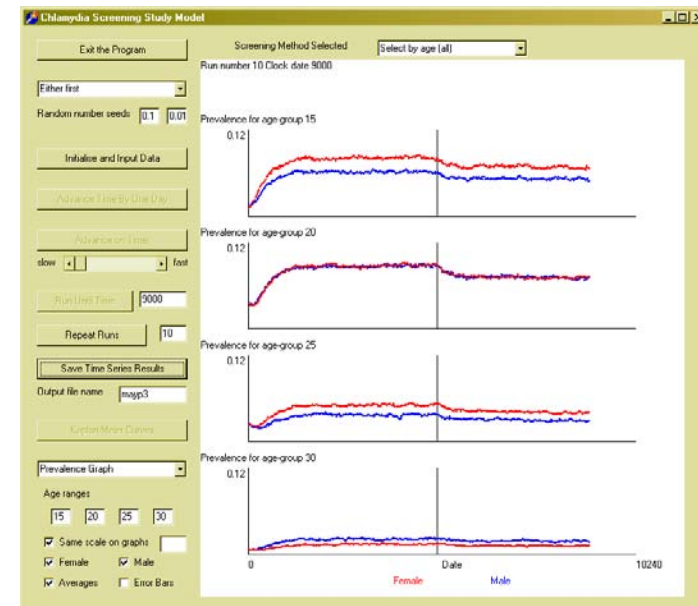 Chlamydia Screening Study Model
Exit the Program
Screening Method Selected
Select by age (all)
Run number 10 Clock date 9000
Either first
Random number seeds 0.1 0.01
Prevalence for age-group 15
0.12
Initialise and Input Data
Advance Time By One Day
Advance on Timer
slow fast
Prevalence for age-group 20
0.12
Run Until Time 9000
Repeat Runs 10
Prevalence for age-group 25
0.12
Save Time Series Results
Output file name mayp3
Kaplan Meier Curves
Prevalence Graph
Prevalence for age-group 30
0.12
Age ranges
15 20 25 30
Same scale on graphs
Female Male
Averages Error Bars
0 Date 10240
Female Male